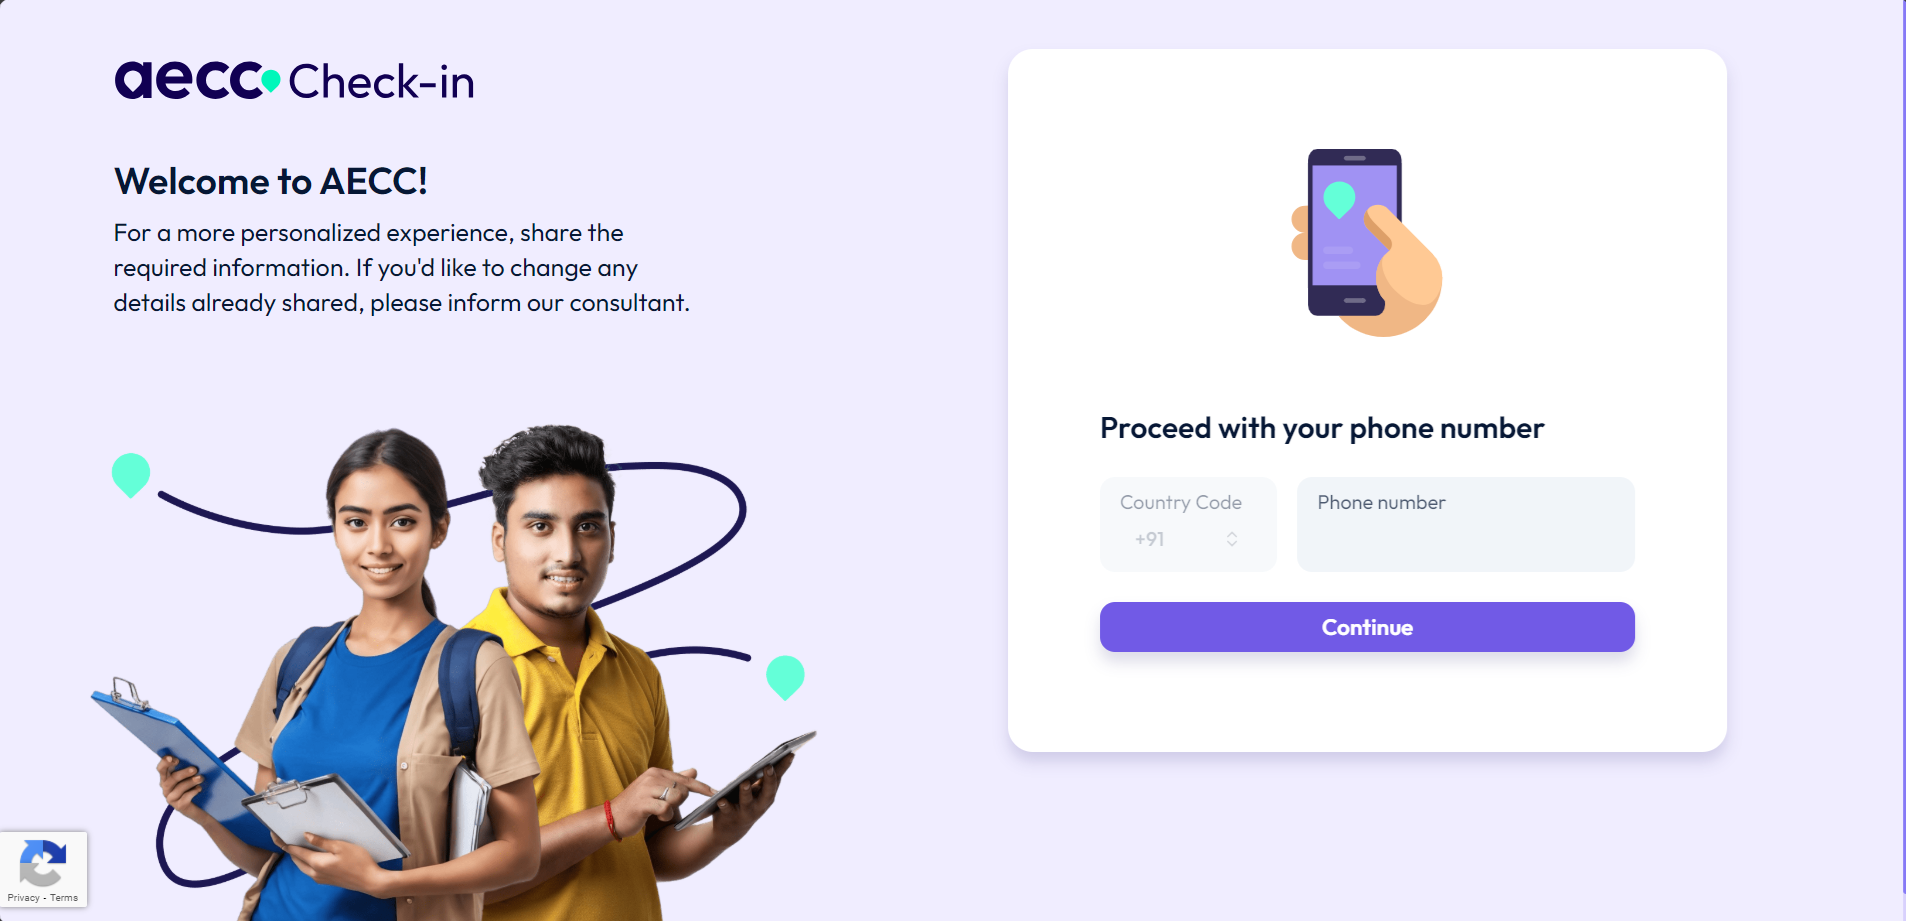 aecc Check-in
Welcome to AECC!
For a more personalized experience, share the
required information. If you'd like to change any
details already shared, please inform our consultant.
Proceed with your phone number
Country Code
+91
Phone number
Continue
Privacy - Terms